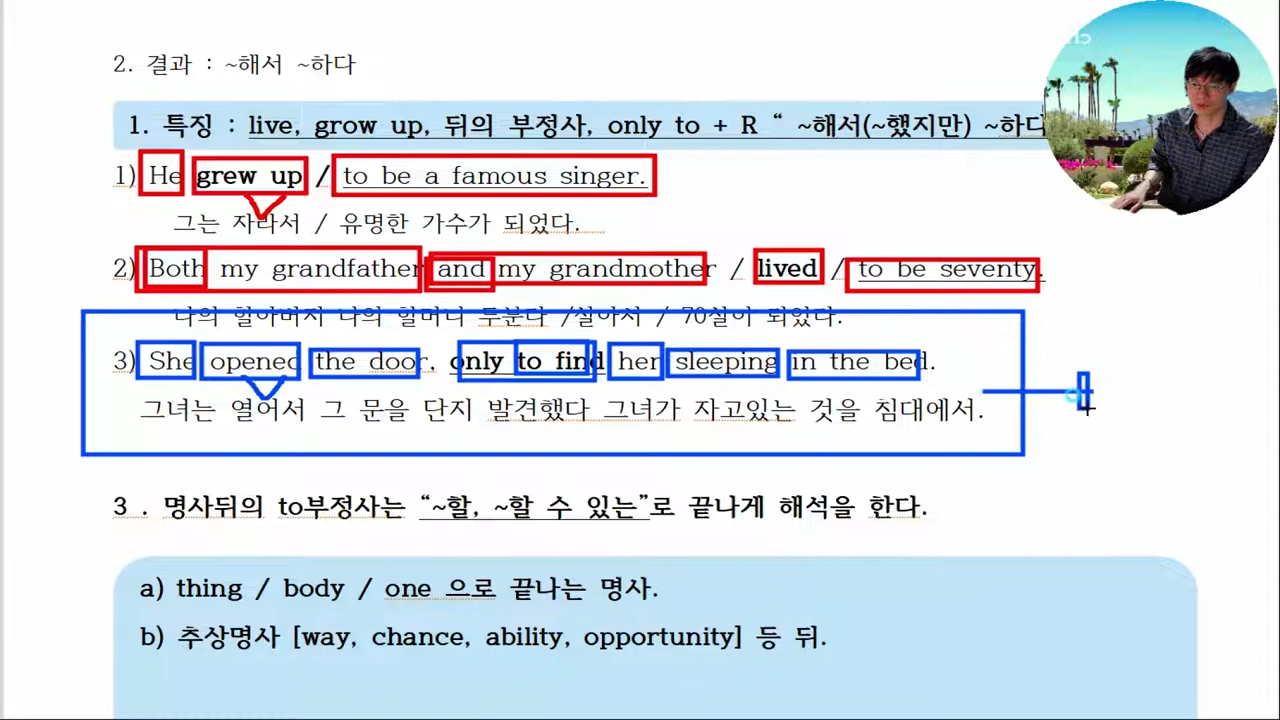 2. 결과 : ~해서 ~하다
1. 특징 : live, grow up, 뒤의 부정사, only to + R “ ~해서(~했지만) ~하다
1) He grew up / to be a famous singer.
그는 자라서 / 유명한 가수가 되었다.
2) Both my grandfather and my grandmother / lived / to be seventy.
나의 할아버지 나의 할머니 두분다 /살아서 / 70살이 되었다.
3) She opened the door, only to find her sleeping in the bed.
그녀는 열어서 그 문을 단지 발견했다 그녀가 자고있는 것을 침대에서.
3 . 명사뒤의 to부정사는 “~할, ~할 수 있는”로 끝나게 해석을 한다.
a) thing / body / one 으로 끝나는 명사.
b) 추상명사 [way, chance, ability, opportunity] 등 뒤.